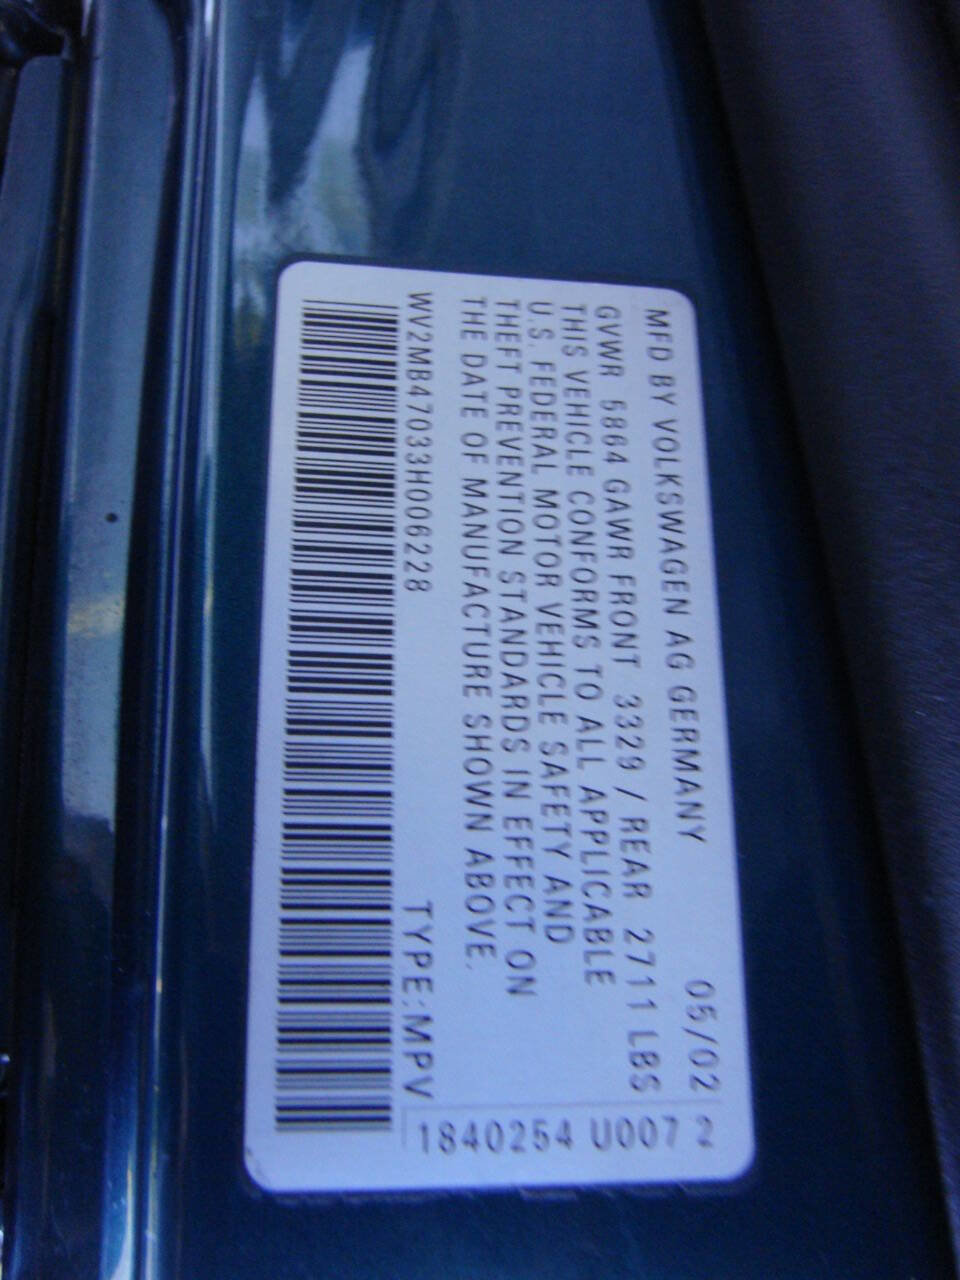 MFD BY VOLKSWAGEN AG GERMANY 05/02
GVWR 5864 GAWR FRONT 3329 / REAR 2711 LBS
THIS VEHICLE CONFORMS TO ALL APPLICABLE
U.S. FEDERAL MOTOR VEHICLE SAFETY AND
THEFT PREVENTION STANDARDS IN EFFECT ON
THE DATE OF MANUFACTURE SHOWN ABOVE.
WV2MB47033H006228 TYPE:MPV
1840254 U007 2